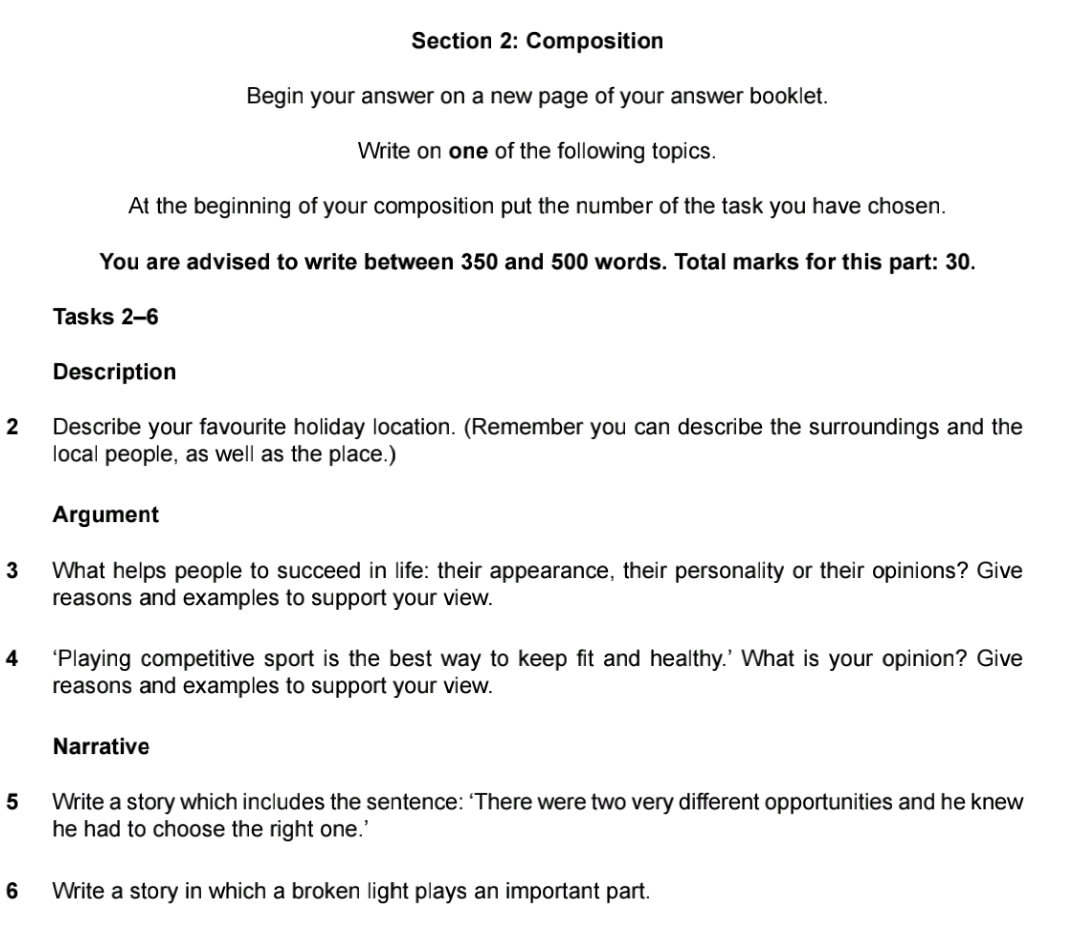 Section 2: Composition
Begin your answer on a new page of your answer booklet.
Write on one of the following topics.
At the beginning of your composition put the number of the task you have chosen.
You are advised to write between 350 and 500 words. Total marks for this part: 30.
Tasks 2–6
Description
2 Describe your favourite holiday location. (Remember you can describe the surroundings and the
local people, as well as the place.)
Argument
3 What helps people to succeed in life: their appearance, their personality or their opinions? Give
reasons and examples to support your view.
4 ‘Playing competitive sport is the best way to keep fit and healthy.’ What is your opinion? Give
reasons and examples to support your view.
Narrative
5 Write a story which includes the sentence: ‘There were two very different opportunities and he knew
he had to choose the right one.’
6 Write a story in which a broken light plays an important part.